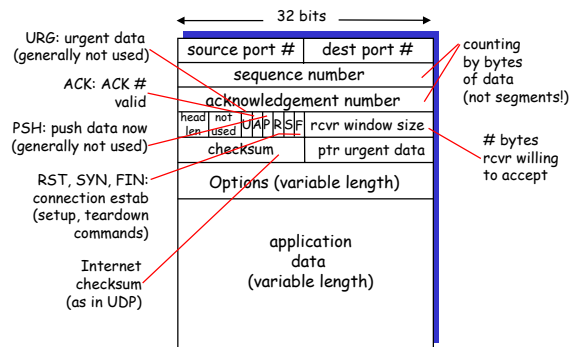 32 bits
URG: urgent data
(generally not used)
ACK: ACK #
valid
PSH: push data now
(generally not used)
RST, SYN, FIN:
connection estab
(setup, teardown
commands)
Internet
checksum
(as in UDP)
source port #
dest port #
sequence number
acknowledgement number
head
len
not
used
U A P R S F
rcvr window size
checksum
ptr urgent data
Options (variable length)
application
data
(variable length)
counting
by bytes
of data
(not segments!)
# bytes
rcvr willing
to accept